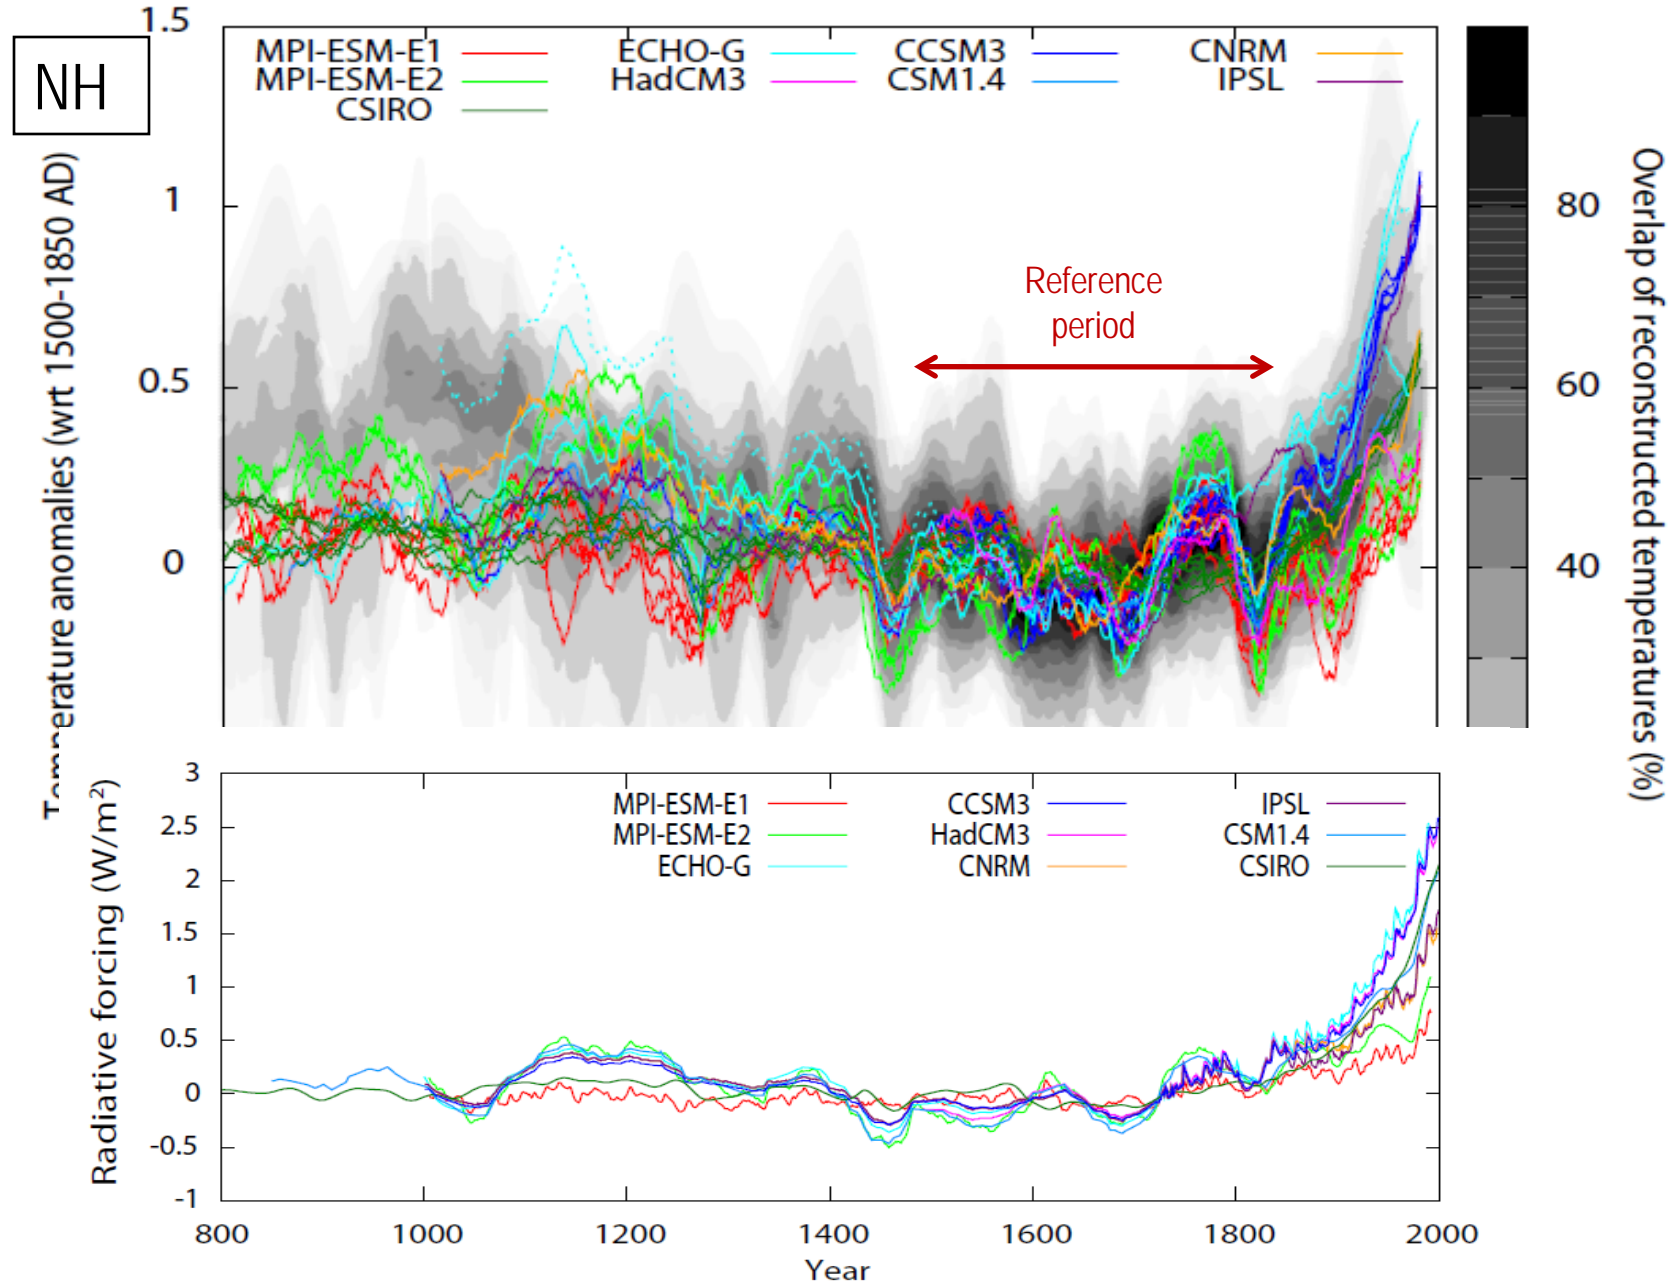 NH
1.5
1
0.5
0
Temperature anomalies (wrt 1500-1850 AD)
MPI-ESM-E1
MPI-ESM-E2
CSIRO
ECHO-G
HadCM3
CCSM3
CSM1.4
CNRM
IPSL
Reference
period
80
60
40
Overlap of reconstructed temperatures (%)
3
2.5
2
1.5
1
0.5
0
-0.5
-1
Radiative forcing (W/m²)
MPI-ESM-E1
MPI-ESM-E2
ECHO-G
CCSM3
HadCM3
CNRM
IPSL
CSM1.4
CSIRO
800 1000 1200 1400 1600 1800 2000
Year